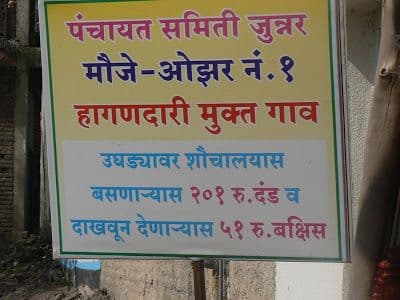 पंचायत समिती जुन्नर
मौजे-ओझर नं.१
हागणदारी मुक्त गाव
उघड्यावर शौचालयास
बसणाऱ्यास २०१ रु.दंड व
दाखवून देणाऱ्यास ५१ रु.बक्षिस